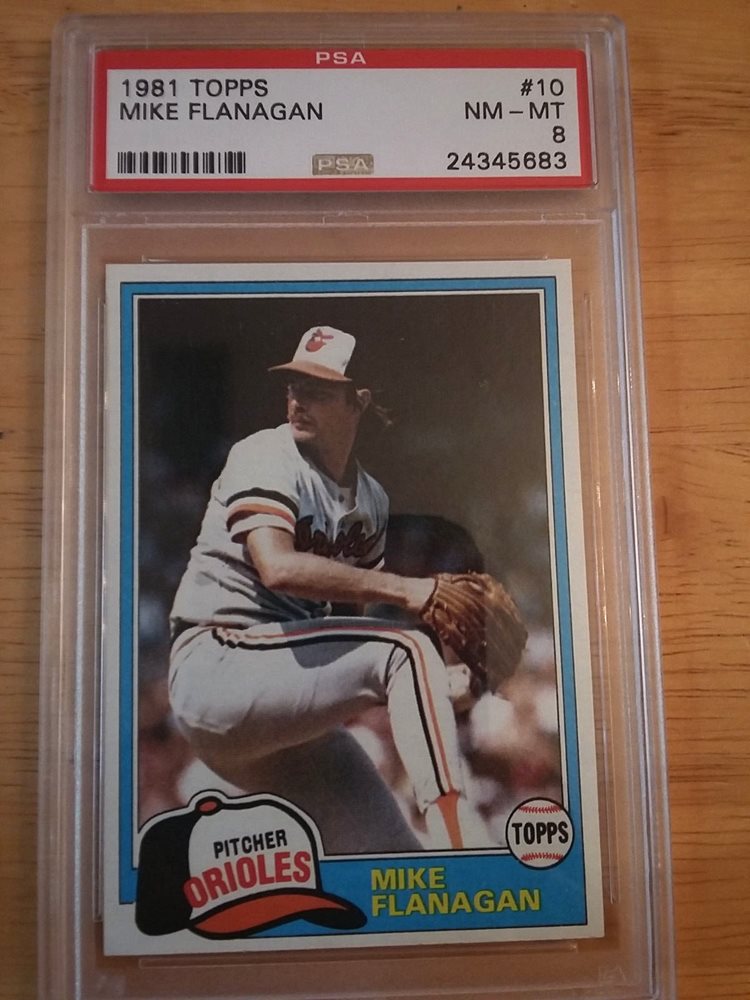 PSA
1981 TOPPS #10
MIKE FLANAGAN NM - MT
8
PSA 24345683
Orioles
PITCHER
ORIOLES
TOPPS
MIKE
FLANAGAN